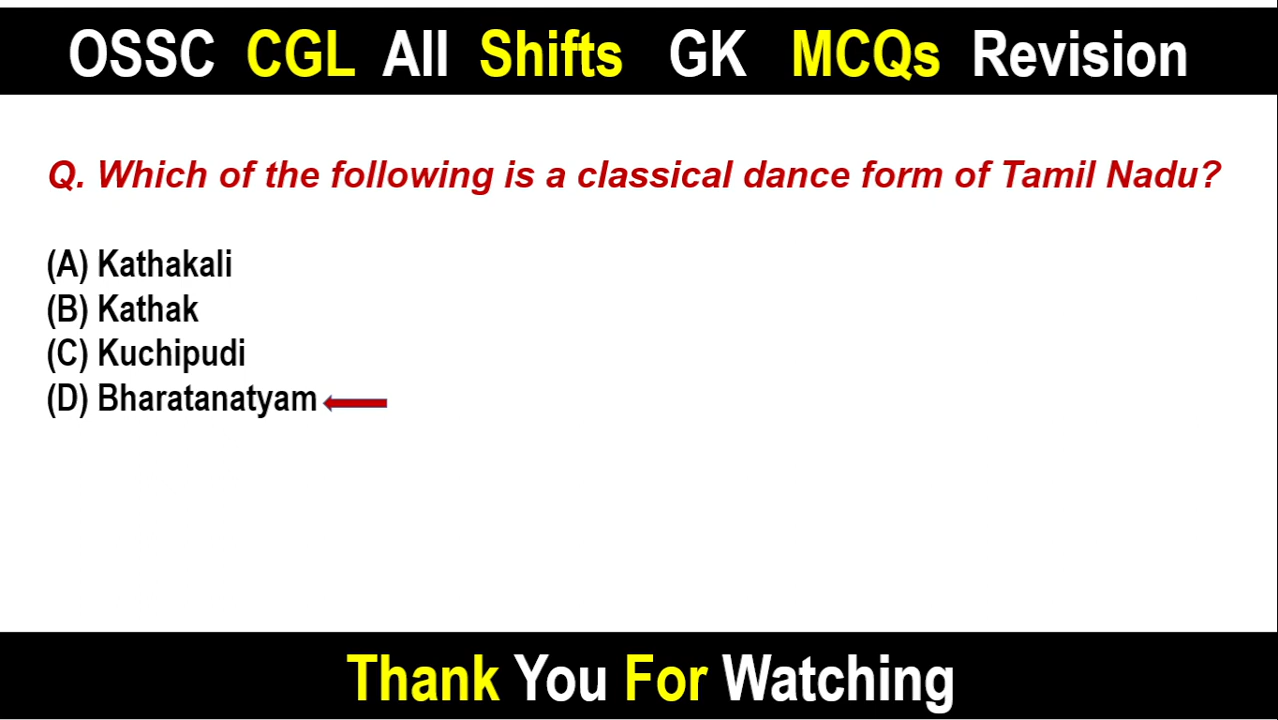 OSSC CGL All Shifts GK MCQs Revision
Q. Which of the following is a classical dance form of Tamil Nadu?
(A) Kathakali
(B) Kathak
(C) Kuchipudi
(D) Bharatanatyam
Thank You For Watching